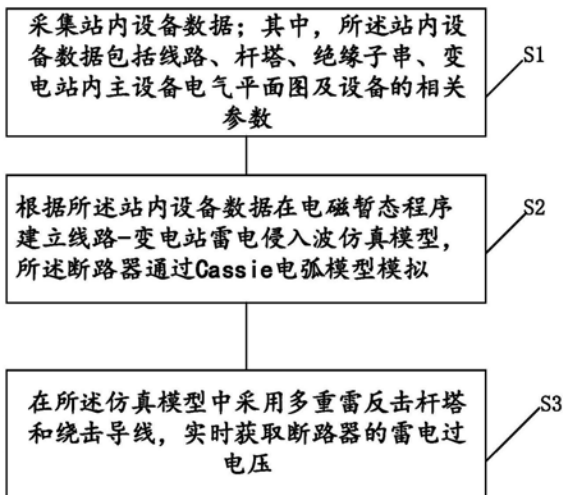 采集站内设备数据；其中，所述站内设
备数据包括线路、杆塔、绝缘子串、变
电站内主设备电气平面图及设备的相关
参数
S1
根据所述站内设备数据在电磁暂态程序
建立线路-变电站雷电侵入波仿真模型，
所述断路器通过Cassie电弧模型模拟
S2
在所述仿真模型中采用多重雷反击杆塔
和绕击导线，实时获取断路器的雷电过
电压
S3